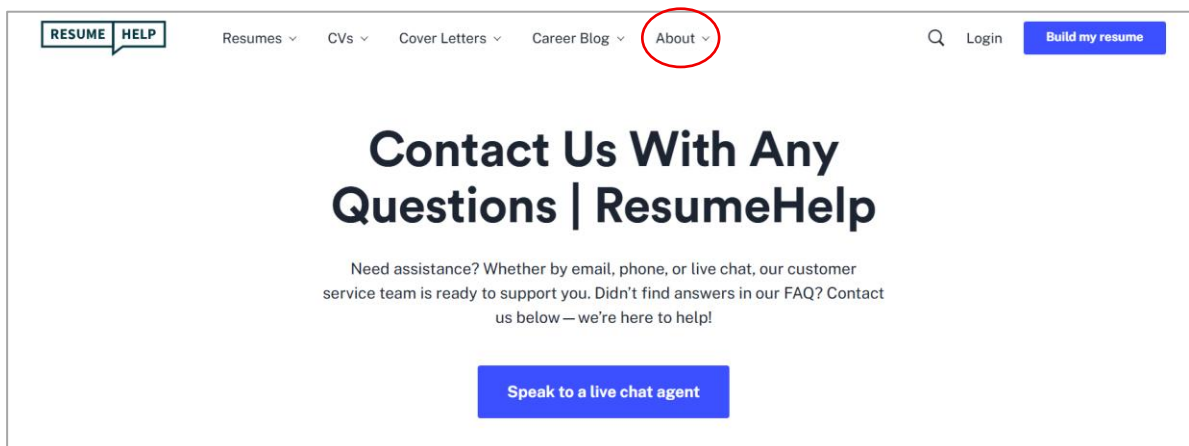 RESUME HELP
Resumes
CVs
Cover Letters
Career Blog
About
Login
Build my resume
Contact Us With Any
Questions | ResumeHelp
Need assistance? Whether by email, phone, or live chat, our customer
service team is ready to support you. Didn’t find answers in our FAQ? Contact
us below — we’re here to help!
Speak to a live chat agent